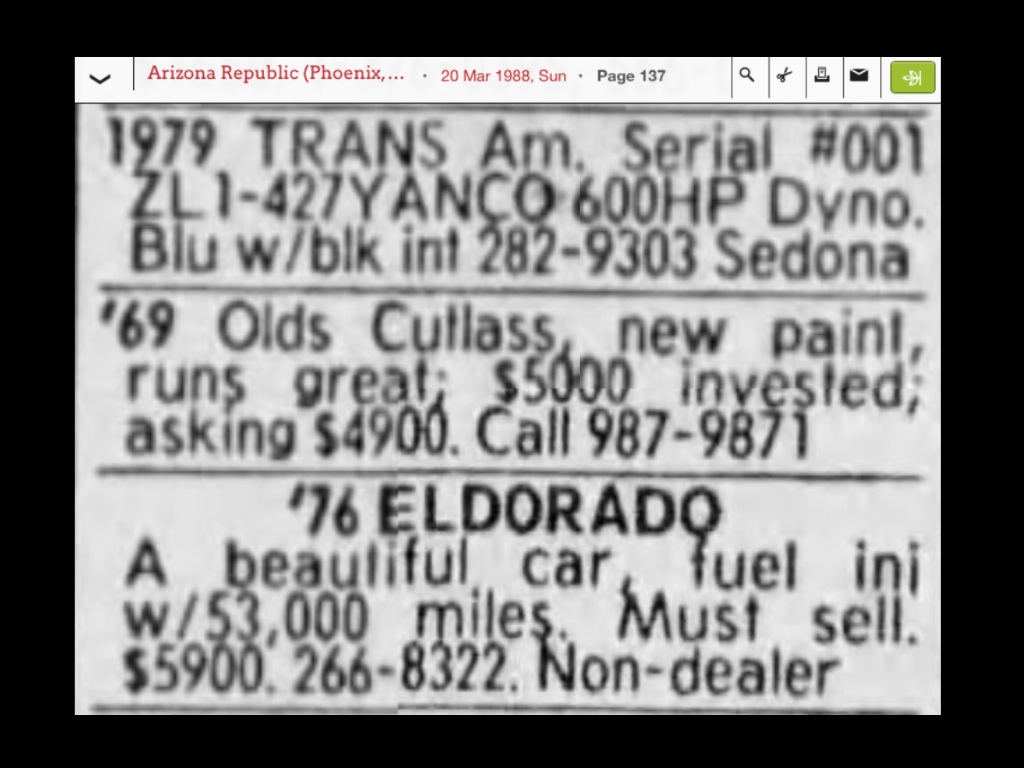 Arizona Republic (Phoenix,... · 20 Mar 1988, Sun · Page 137
1979 TRANS Am. Serial #001
ZL1-427YANCO 600HP Dyno.
Blu w/blk int 282-9303 Sedona
'69 Olds Cutlass, new paint,
runs great; $5000 invested;
asking $4900. Call 987-9871
'76 ELDORADO
A beautiful car, fuel inj
w/53,000 miles. Must sell.
$5900. 266-8322. Non-dealer